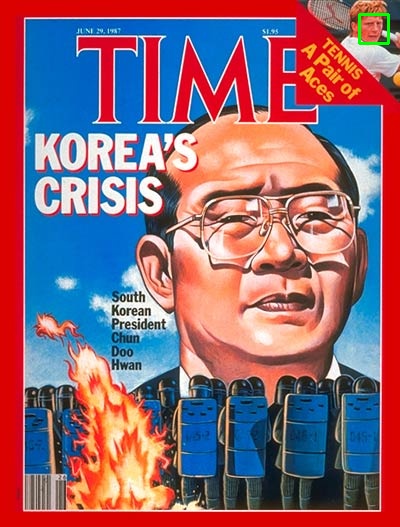 JUNE 29, 1987
$1.95
TIME
TENNIS
A Pair of
Aces
KOREA'S
CRISIS
South
Korean
President
Chun
Doo
Hwan